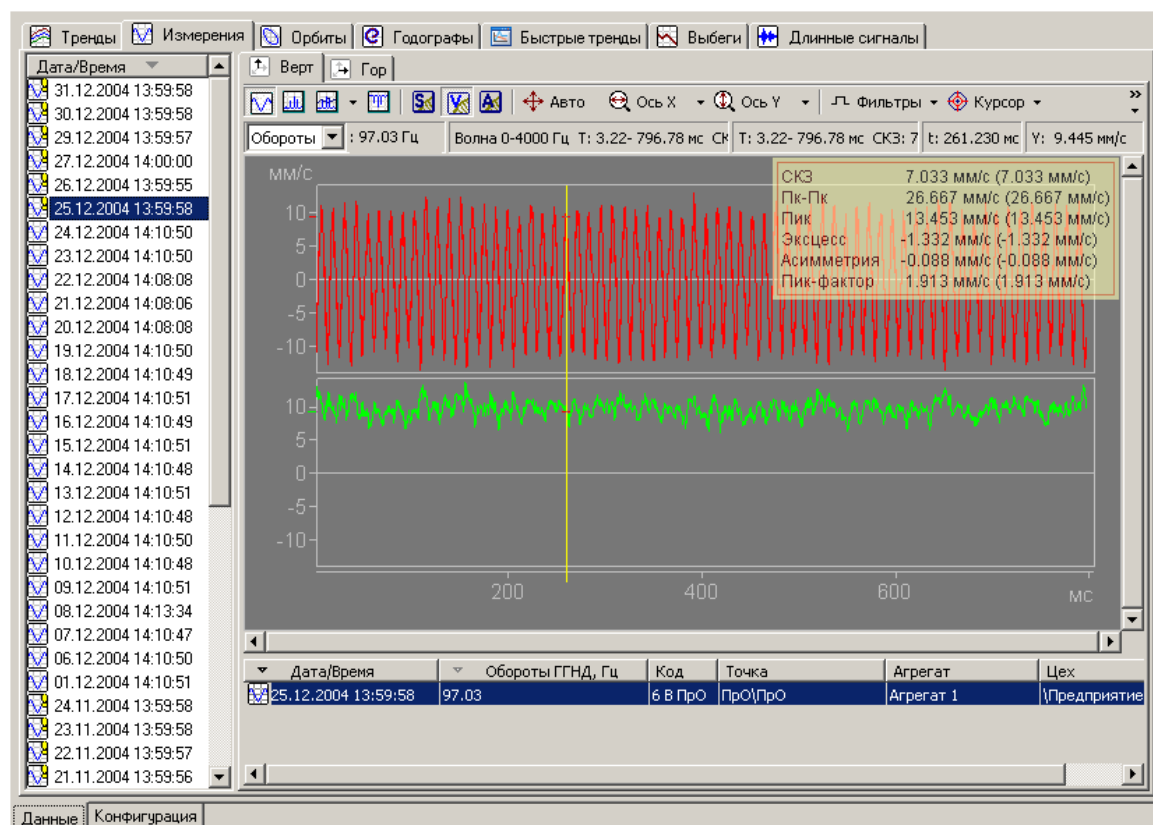 Тренды Измерения Орбиты Годографы Быстрые тренды Выбеги Длинные сигналы
Дата/Время
31.12.2004 13:59:58
30.12.2004 13:59:58
29.12.2004 13:59:57
27.12.2004 14:00:00
26.12.2004 13:59:55
25.12.2004 13:59:58
24.12.2004 14:10:50
23.12.2004 14:10:50
22.12.2004 14:08:08
21.12.2004 14:08:06
20.12.2004 14:08:08
19.12.2004 14:10:50
18.12.2004 14:10:49
17.12.2004 14:10:51
16.12.2004 14:10:49
15.12.2004 14:10:51
14.12.2004 14:10:48
13.12.2004 14:10:51
12.12.2004 14:10:48
11.12.2004 14:10:50
10.12.2004 14:10:48
09.12.2004 14:10:51
08.12.2004 14:13:34
07.12.2004 14:10:47
06.12.2004 14:10:50
01.12.2004 14:10:51
24.11.2004 13:59:58
23.11.2004 13:59:58
22.11.2004 13:59:57
21.11.2004 13:59:56
Верт Гор
S V A Авто Ось X Ось Y Фильтры Курсор »
Обороты : 97.03 Гц Волна 0-4000 Гц T: 3.22- 796.78 мс СК T: 3.22- 796.78 мс СКЗ: 7 t: 261.230 мс Y: 9.445 мм/с
мм/с
СКЗ 7.033 мм/с (7.033 мм/с)
Пк-Пк 26.667 мм/с (26.667 мм/с)
Пик 13.453 мм/с (13.453 мм/с)
Эксцесс -1.332 мм/с (-1.332 мм/с)
Асимметрия -0.088 мм/с (-0.088 мм/с)
Пик-фактор 1.913 мм/с (1.913 мм/с)
10
5
0
-5
-10
10
5
0
-5
-10
200 400 600 мс
Дата/Время Обороты ГГНД, Гц Код Точка Агрегат Цех
25.12.2004 13:59:58 97.03 6 В ПрО ПрО\ПрО Агрегат 1 \Предприятие
Данные Конфигурация